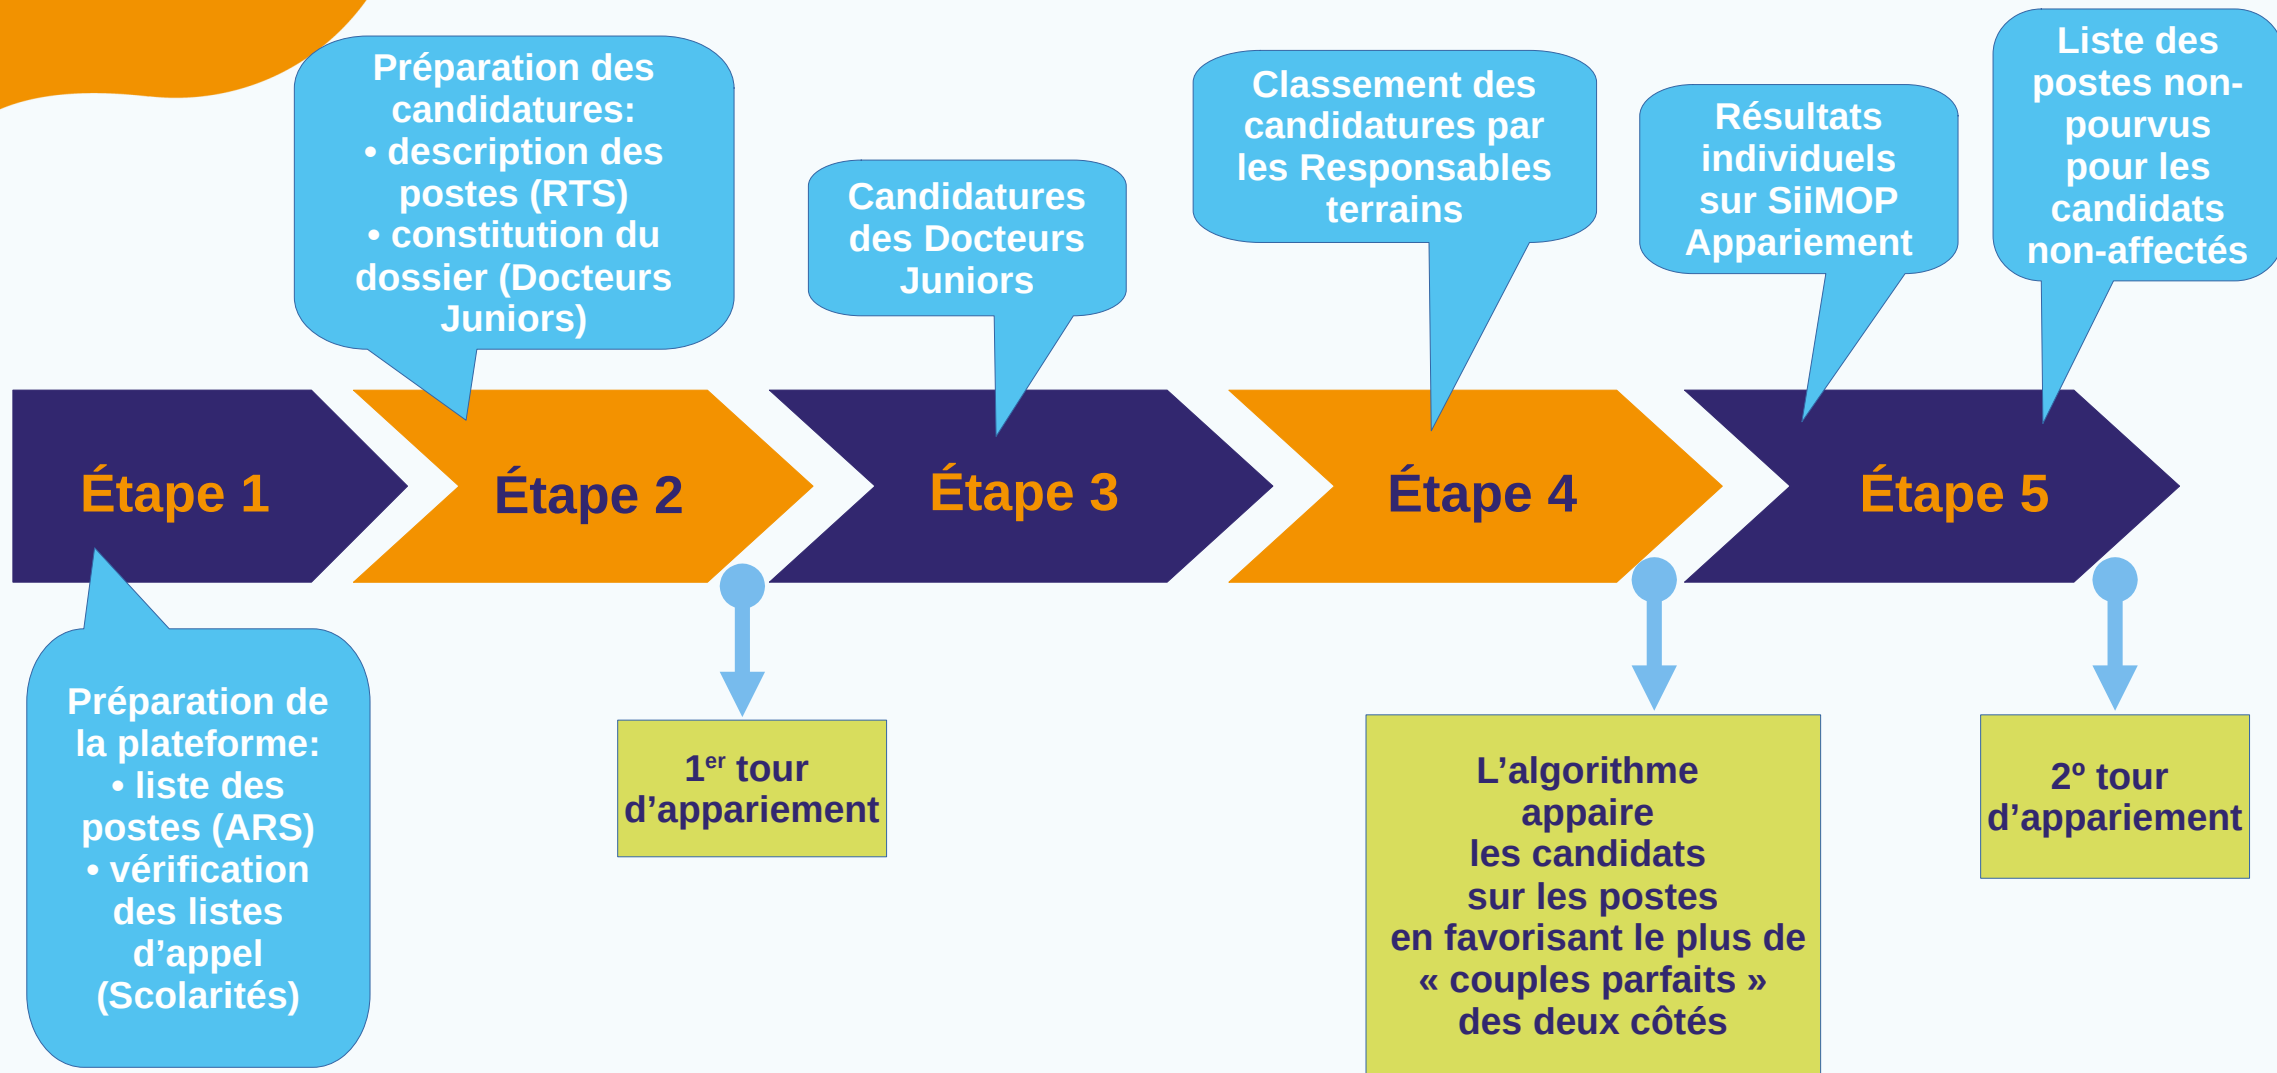 Préparation des
candidatures:
• description des
postes (RTS)
• constitution du
dossier (Docteurs
Juniors)
Candidatures
des Docteurs
Juniors
Classement des
candidatures par
les Responsables
terrains
Résultats
individuels
sur SiiMOP
Appariement
Liste des
postes non-
pourvus
pour les
candidats
non-affectés
Étape 1
Étape 2
Étape 3
Étape 4
Étape 5
Préparation de
la plateforme:
• liste des
postes (ARS)
• vérification
des listes
d’appel
(Scolarités)
1er tour
d’appariement
L’algorithme
appaire
les candidats
sur les postes
en favorisant le plus de
« couples parfaits »
des deux côtés
2º tour
d’appariement